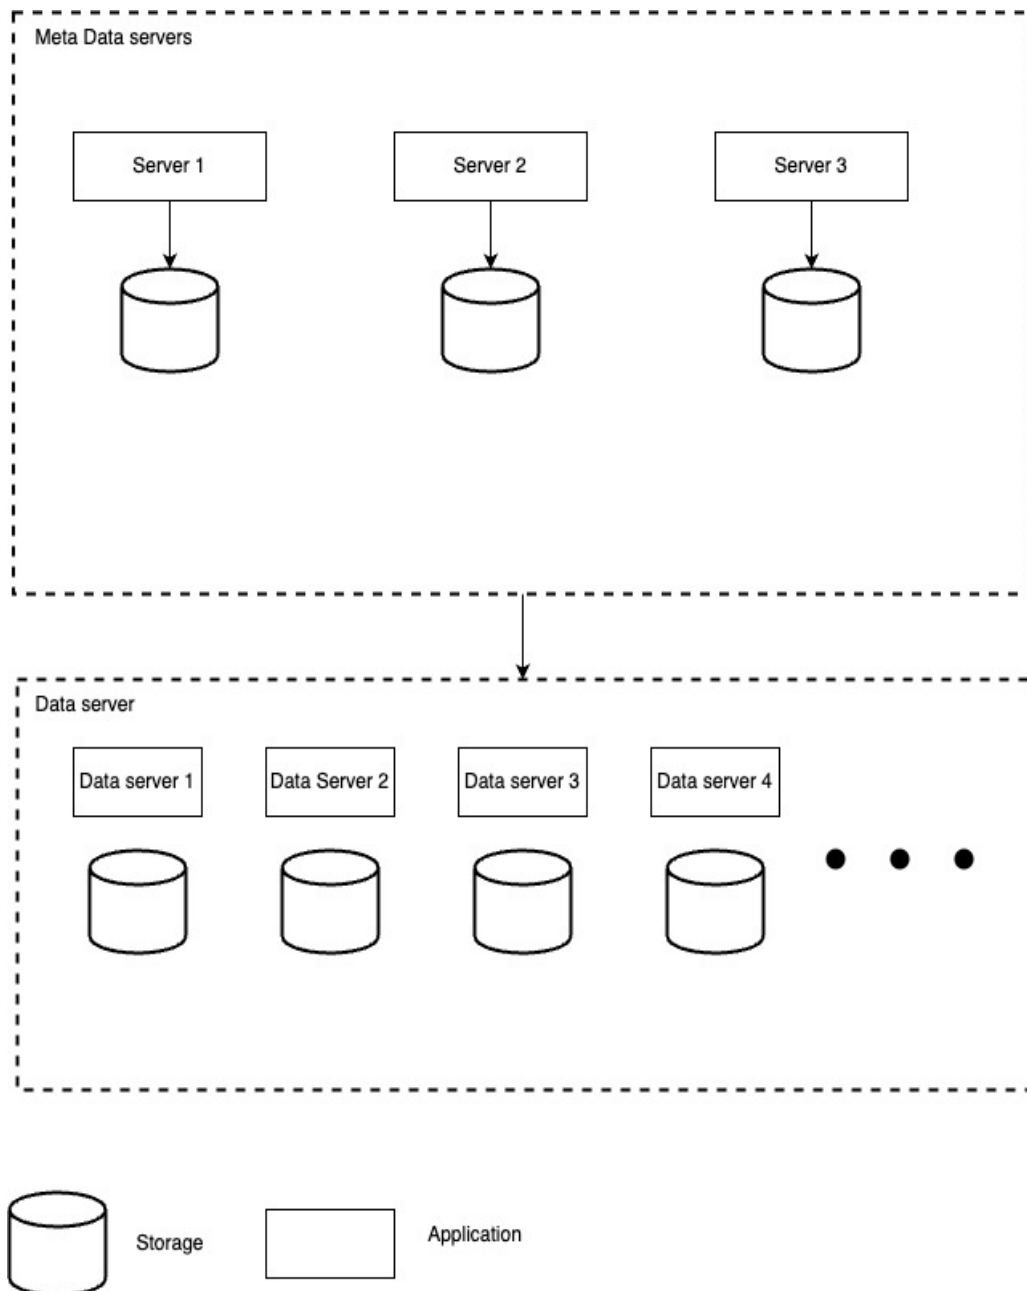 Meta Data servers
Server 1
Server 2
Server 3
Data server
Data server 1
Data Server 2
Data server 3
Data server 4
Storage
Application